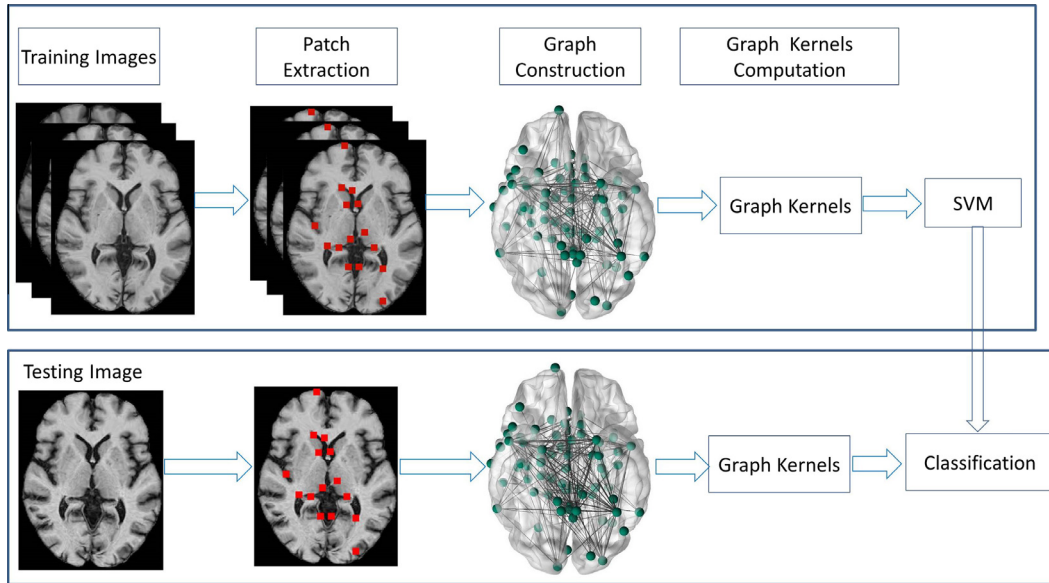 Training Images
Patch
Extraction
Graph
Construction
Graph Kernels
Computation
Graph Kernels
SVM
Testing Image
Graph Kernels
Classification